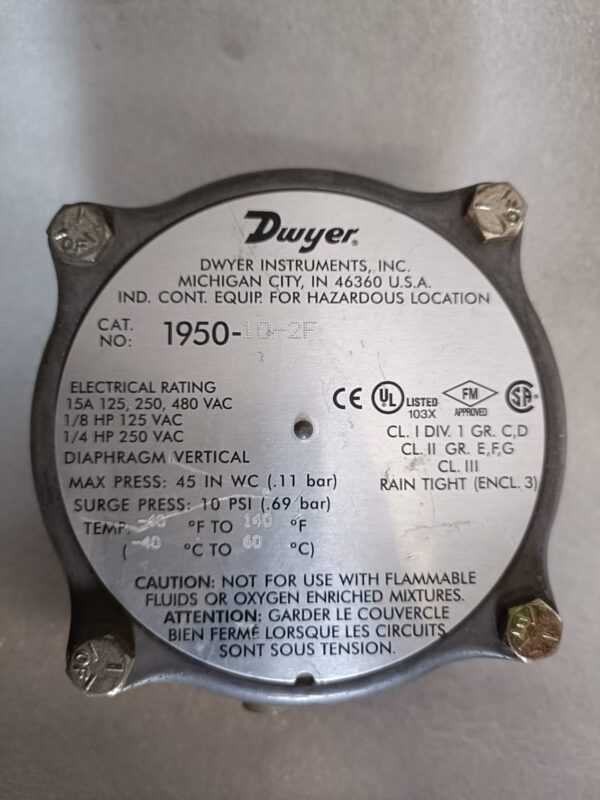 Dwyer®
DWYER INSTRUMENTS, INC.
MICHIGAN CITY, IN 46360 U.S.A.
IND. CONT. EQUIP. FOR HAZARDOUS LOCATION
CAT. NO: 1950-10-2F
ELECTRICAL RATING
15A 125, 250, 480 VAC
1/8 HP 125 VAC
1/4 HP 250 VAC
DIAPHRAGM VERTICAL
MAX PRESS: 45 IN WC (.11 bar)
SURGE PRESS: 10 PSI (.69 bar)
TEMP. -40 °F TO 140 °F
( -40 °C TO 60 °C)
CE UL LISTED 103X FM APPROVED SA
CL. I DIV. 1 GR. C,D
CL. II GR. E,F,G
CL. III
RAIN TIGHT (ENCL. 3)
CAUTION: NOT FOR USE WITH FLAMMABLE
FLUIDS OR OXYGEN ENRICHED MIXTURES.
ATTENTION: GARDER LE COUVERCLE
BIEN FERMÉ LORSQUE LES CIRCUITS
SONT SOUS TENSION.